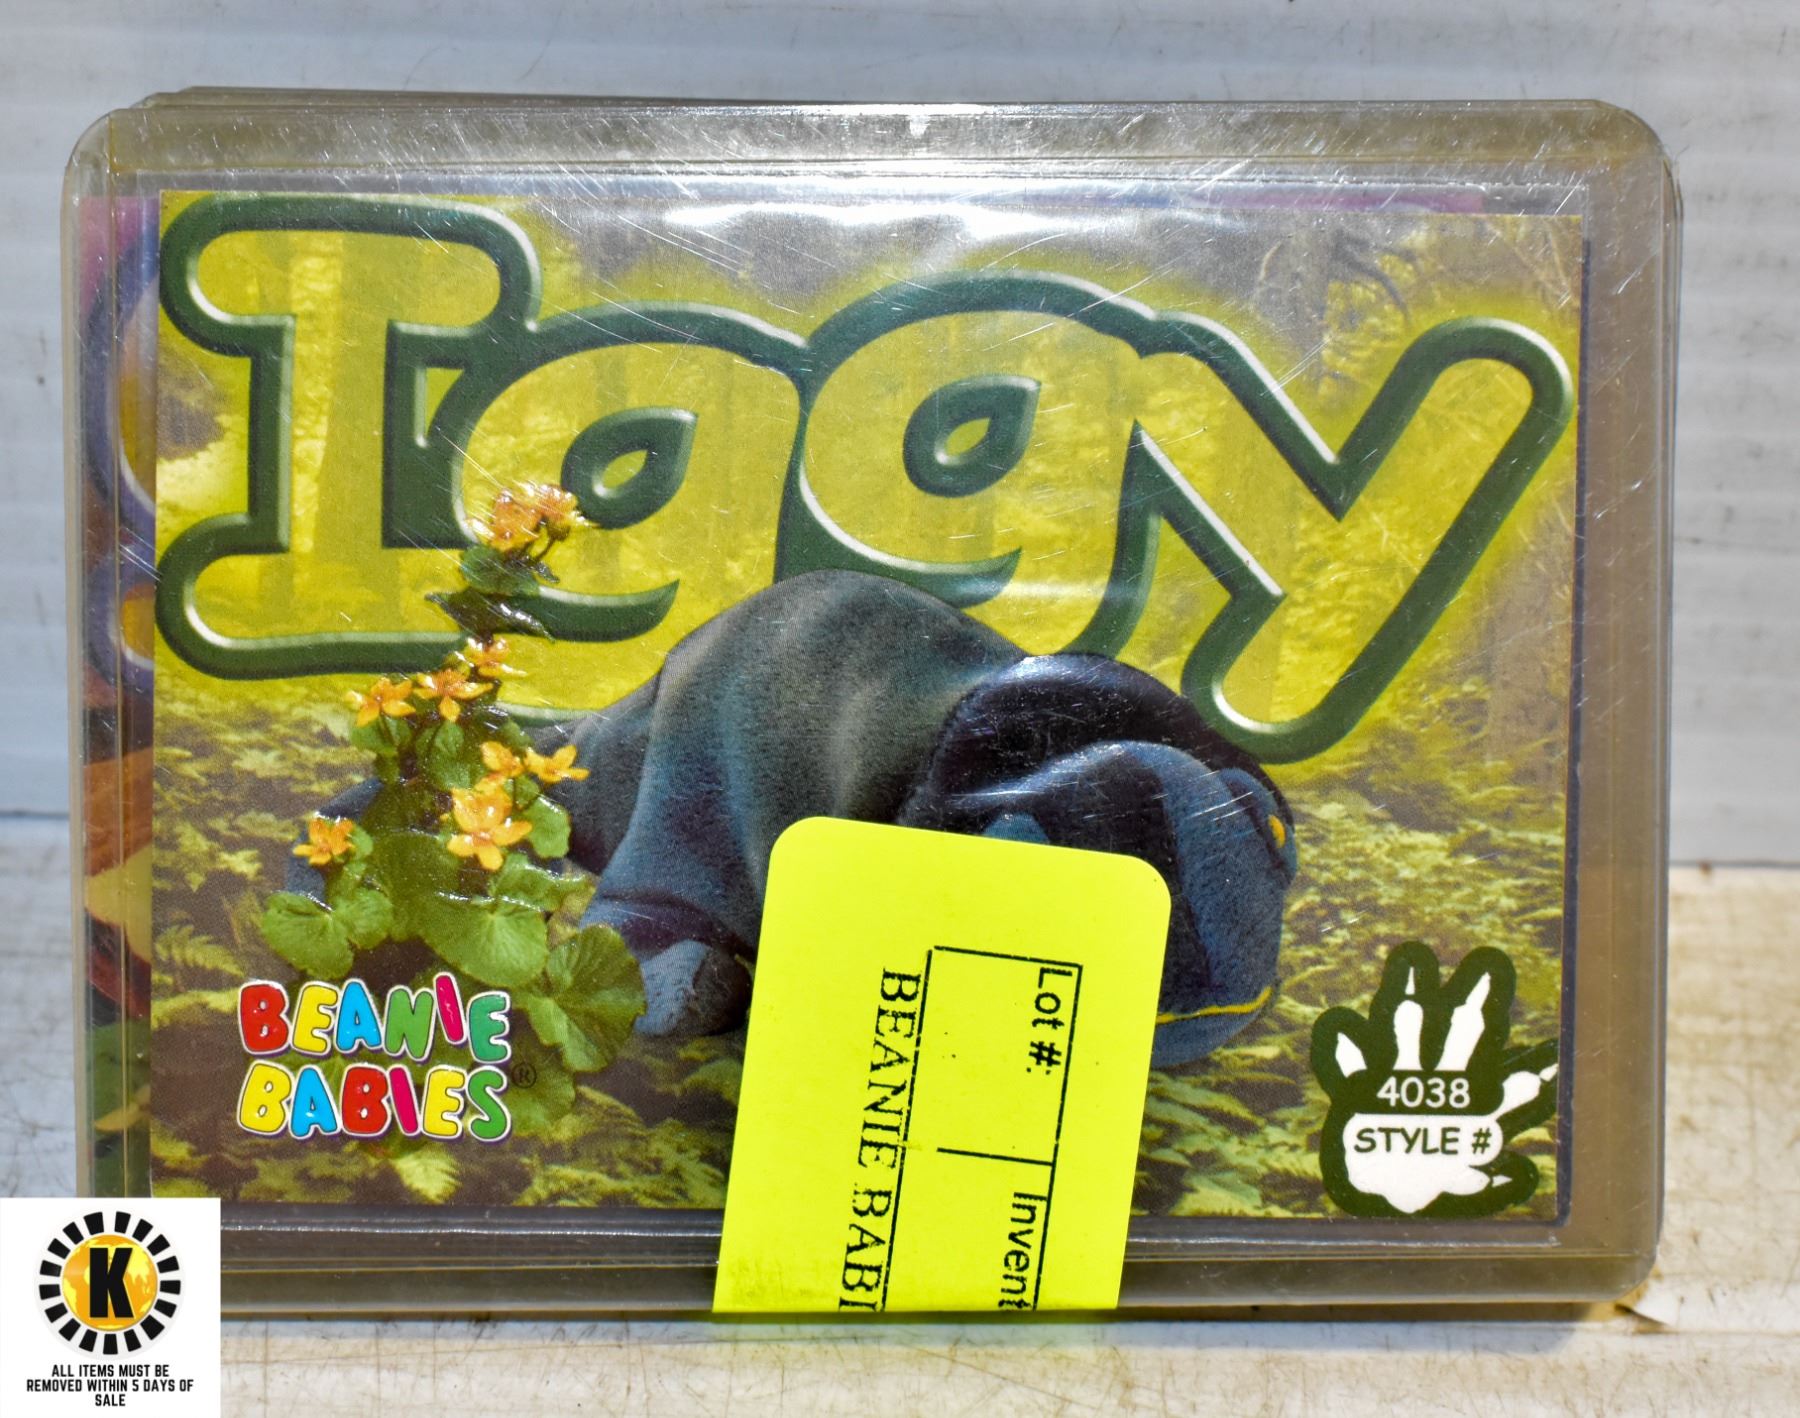 Iggy
BEANIE
BABIES®
4038
STYLE #
Lot #:
Invent
BEANIE BABI
K
ALL ITEMS MUST BE
REMOVED WITHIN 5 DAYS OF
SALE